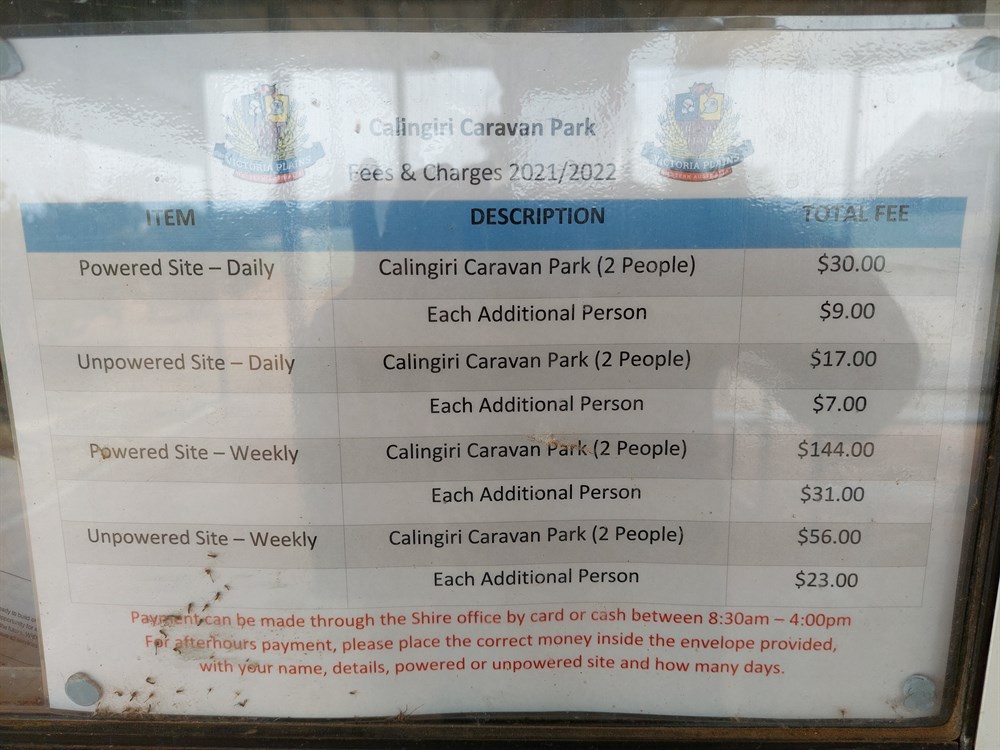 Calingiri Caravan Park
VICTORIA PLAINS
VICTORIA PLAINS
Fees & Charges 2021/2022
ITEM DESCRIPTION TOTAL FEE
Powered Site – Daily Calingiri Caravan Park (2 People) $30.00
Each Additional Person $9.00
Unpowered Site – Daily Calingiri Caravan Park (2 People) $17.00
Each Additional Person $7.00
Powered Site – Weekly Calingiri Caravan Park (2 People) $144.00
Each Additional Person $31.00
Unpowered Site – Weekly Calingiri Caravan Park (2 People) $56.00
Each Additional Person $23.00
Payment can be made through the Shire office by card or cash between 8:30am – 4:00pm
For afterhours payment, please place the correct money inside the envelope provided,
with your name, details, powered or unpowered site and how many days.